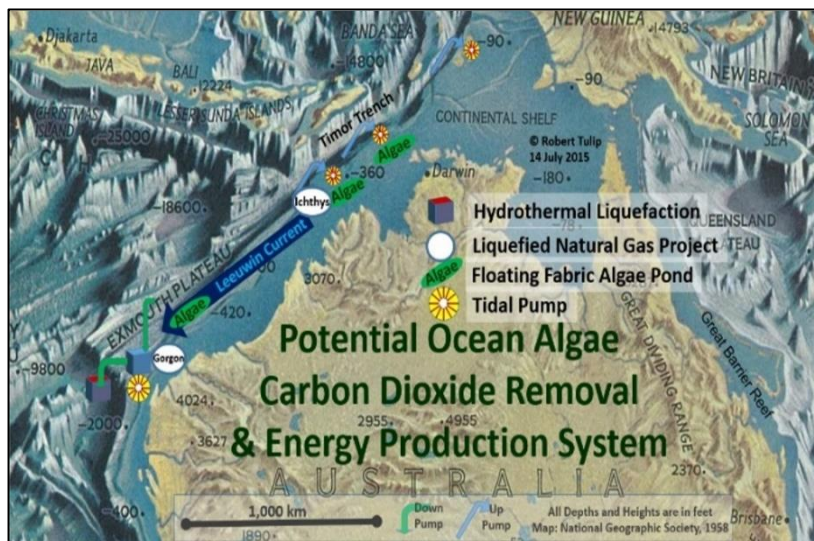 NEW GUINEA
14793
Djakarta
JAVA
BALI
12224
BANDA SEA
-14800
-90
-90
NEW BRITAIN
SOLOMON
SEA
CHRISTMAS
ISLAND
-25000
LESSER SUNDA ISLANDS
Timor Trench
CONTINENTAL SHELF
© Robert Tulip
14 July 2015
Algae
-360
Darwin
-180
Ichthys
Algae
-18600
Hydrothermal Liquefaction
Liquefied Natural Gas Project
Algae
Floating Fabric Algae Pond
Tidal Pump
QUEENSLAND
PLATEAU
-78
Leeuwin Current
3070
EXMOUTH PLATEAU
Algae
-420
GREAT DIVIDING RANGE
Great Barrier Reef
Potential Ocean Algae
Carbon Dioxide Removal
& Energy Production System
-9800
Gorgon
-2000
4024
2955
4955
3627
2370
AUSTRALIA
-400
1,000 km
Down
Pump
Up
Pump
All Depths and Heights are in feet
Map: National Geographic Society, 1958
Brisbane
1890